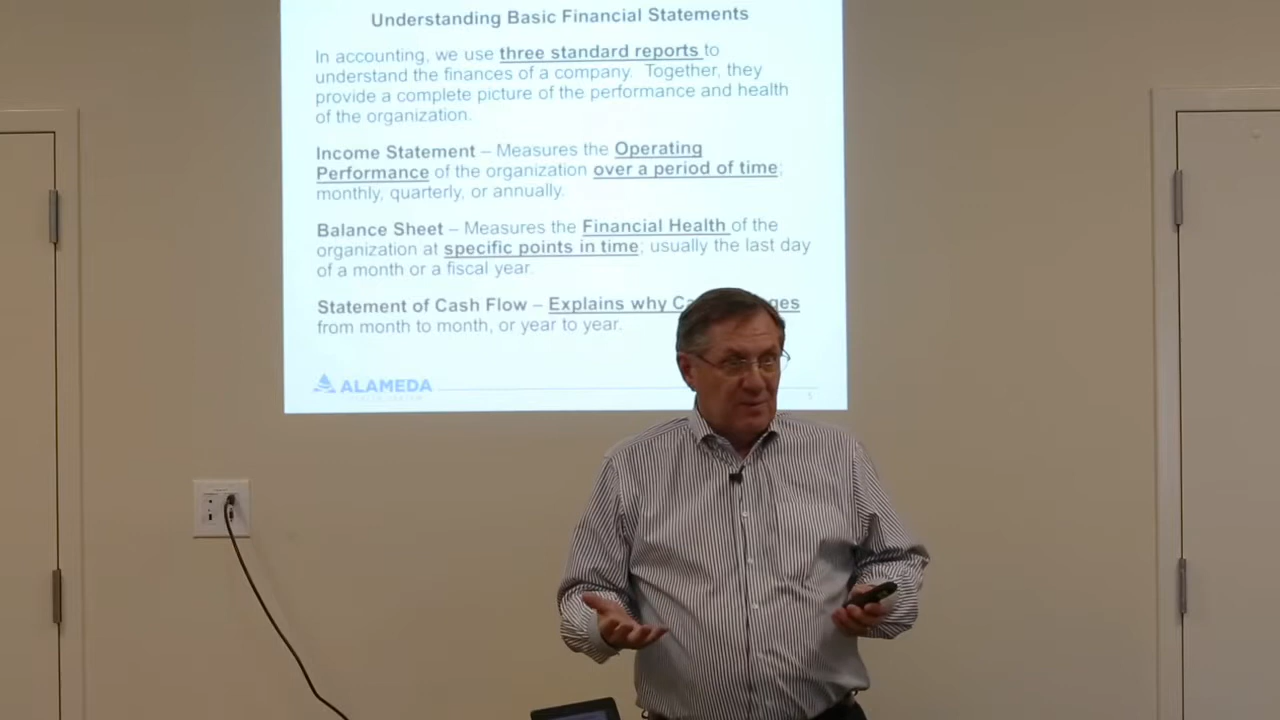 Understanding Basic Financial Statements
In accounting, we use three standard reports to
understand the finances of a company. Together, they
provide a complete picture of the performance and health
of the organization.
Income Statement – Measures the Operating
Performance of the organization over a period of time;
monthly, quarterly, or annually.
Balance Sheet – Measures the Financial Health of the
organization at specific points in time; usually the last day
of a month or a fiscal year.
Statement of Cash Flow – Explains why
from month to month, or year to year.
ALAMEDA
5